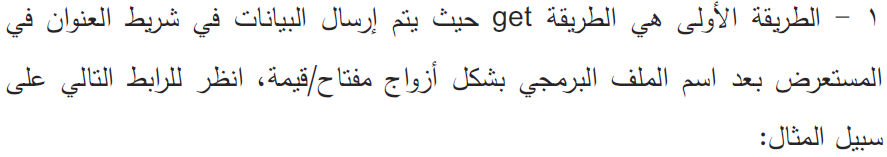 ١ – الطريقة الأولى هي الطريقة get حيث يتم إرسال البيانات في شريط العنوان في
المستعرض بعد اسم الملف البرمجي بشكل أزواج مفتاح/قيمة، انظر للرابط التالي على
سبيل المثال: